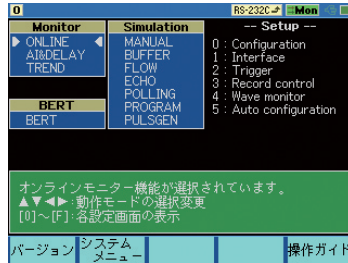 0 RS-232C Mon
Monitor
ONLINE
AI&DELAY
TREND
BERT
BERT
Simulation
MANUAL
BUFFER
FLOW
ECHO
POLLING
PROGRAM
PULSGEN
-- Setup --
0 : Configuration
1 : Interface
2 : Trigger
3 : Record control
4 : Wave monitor
5 : Auto configuration
オンラインモニター機能が選択されています。
▲▼◀▶:動作モードの選択変更
[0]～[F]:各設定画面の表示
バージョン
システム
メニュー
操作ガイド